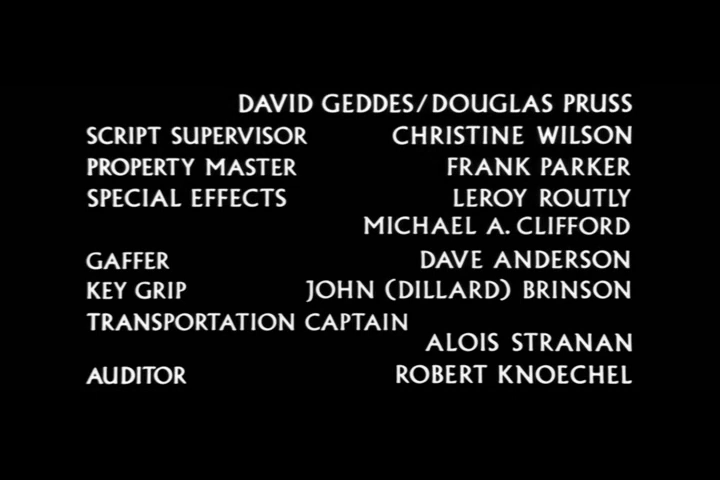 DAVID GEDDES/DOUGLAS PRUSS
SCRIPT SUPERVISOR CHRISTINE WILSON
PROPERTY MASTER FRANK PARKER
SPECIAL EFFECTS LEROY ROUTLY
MICHAEL A. CLIFFORD
GAFFER DAVE ANDERSON
KEY GRIP JOHN (DILLARD) BRINSON
TRANSPORTATION CAPTAIN
ALOIS STRANAN
AUDITOR ROBERT KNOECHEL